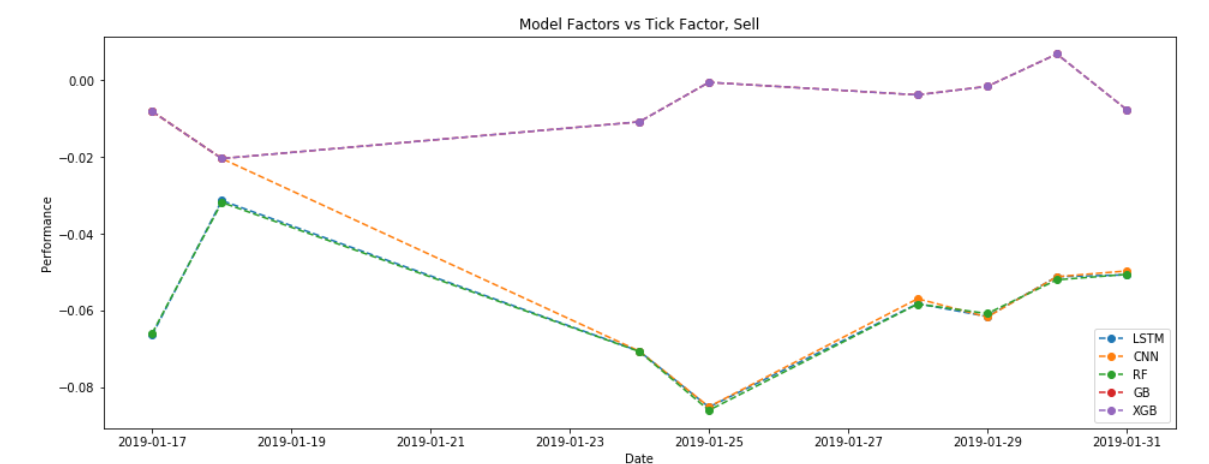 Model Factors vs Tick Factor, Sell
Performance
0.00
−0.02
−0.04
−0.06
−0.08
2019-01-17
2019-01-19
2019-01-21
2019-01-23
2019-01-25
2019-01-27
2019-01-29
2019-01-31
Date
LSTM
CNN
RF
GB
XGB